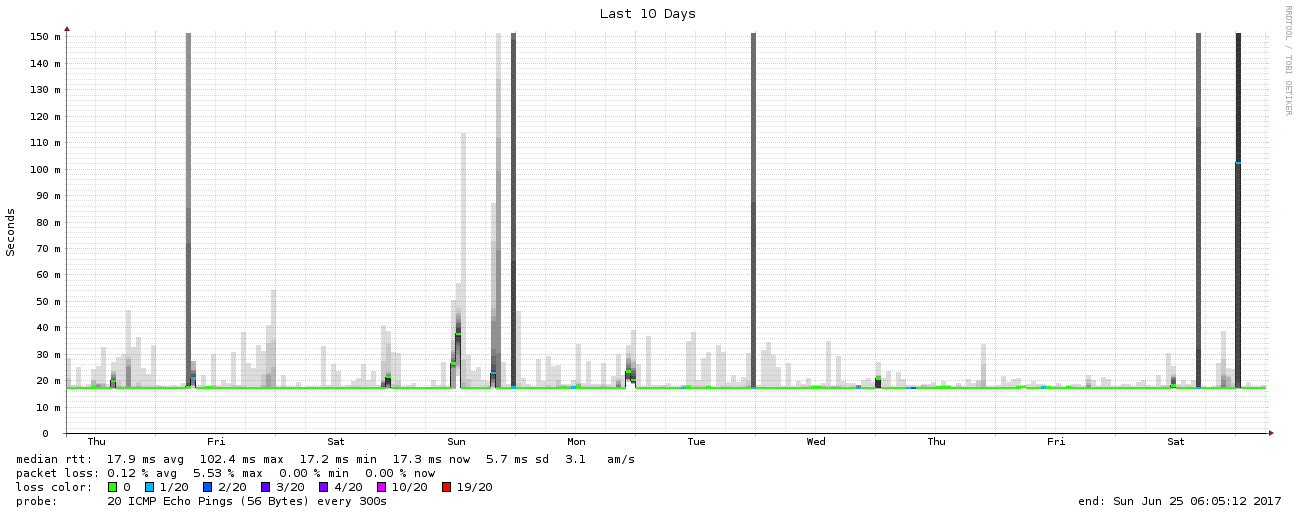 Last 10 Days
RRDTOOL / TOBI OETIKER
Seconds
150 m
140 m
130 m
120 m
110 m
100 m
90 m
80 m
70 m
60 m
50 m
40 m
30 m
20 m
10 m
0
Thu Fri Sat Sun Mon Tue Wed Thu Fri Sat
median rtt: 17.9 ms avg 102.4 ms max 17.2 ms min 17.3 ms now 5.7 ms sd 3.1 am/s
packet loss: 0.12 % avg 5.53 % max 0.00 % min 0.00 % now
loss color: 0 1/20 2/20 3/20 4/20 10/20 19/20
probe: 20 ICMP Echo Pings (56 Bytes) every 300s end: Sun Jun 25 06:05:12 2017